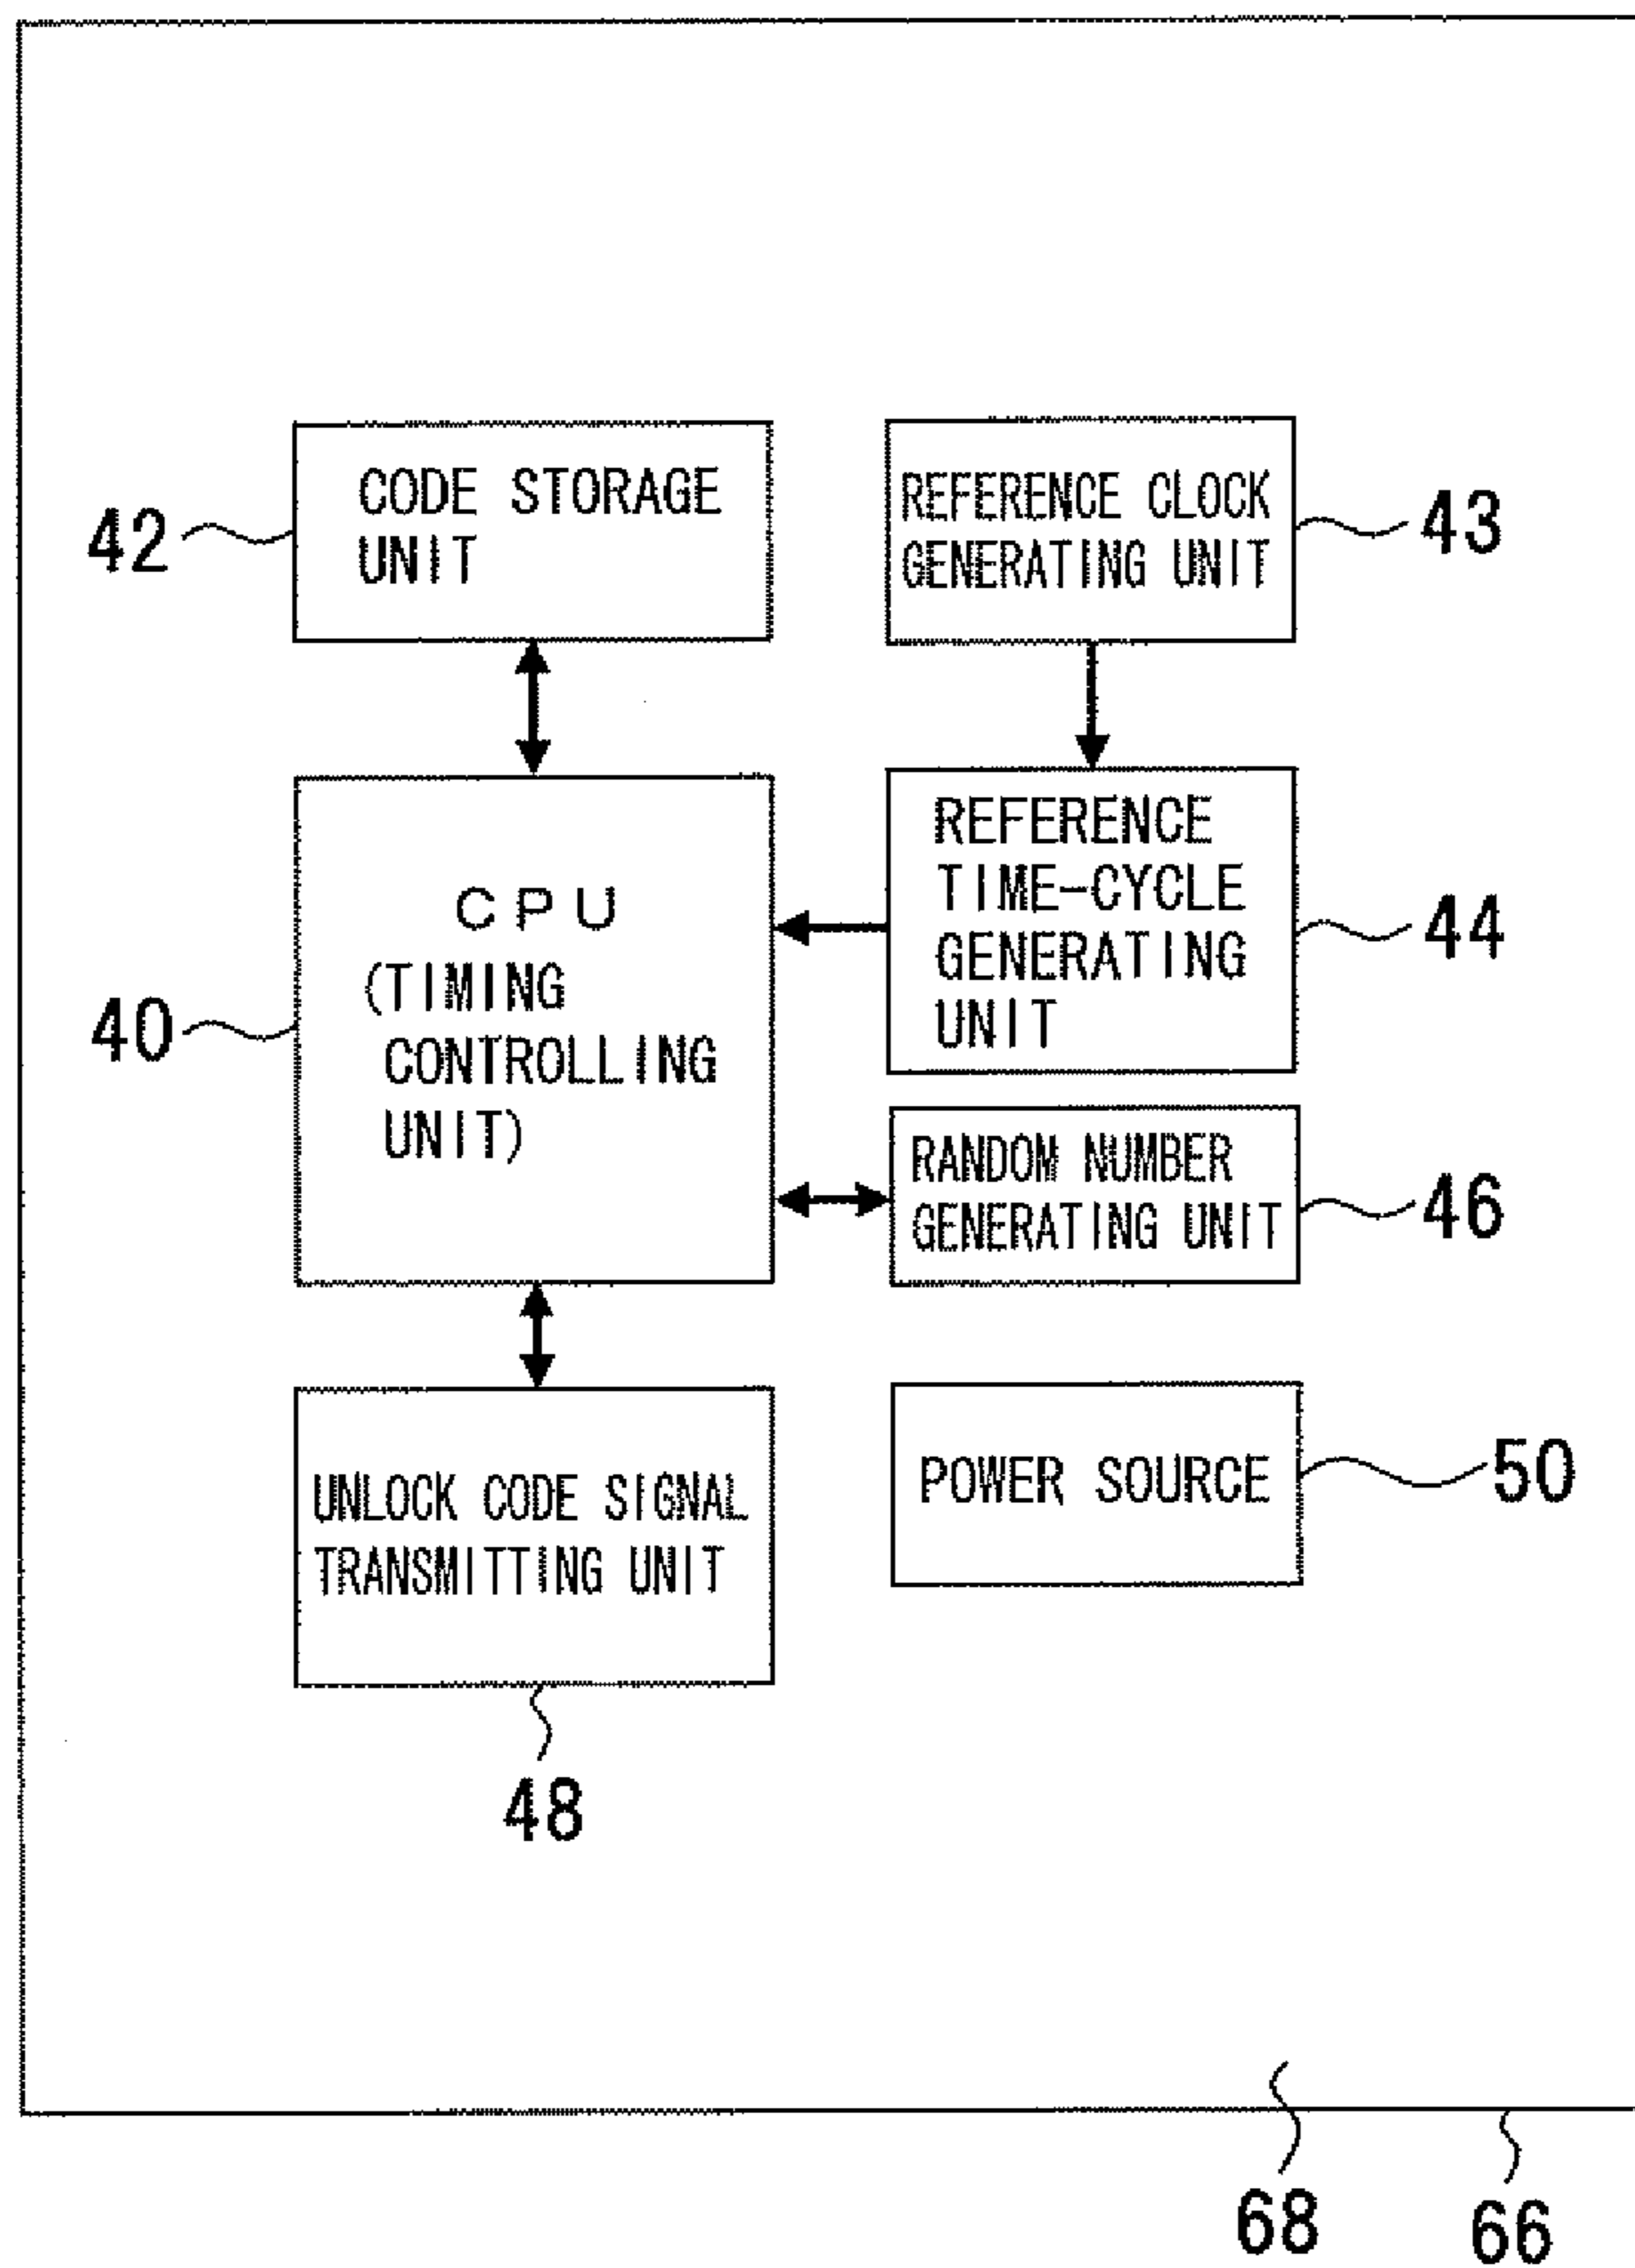 CODE STORAGE
UNIT
42
REFERENCE CLOCK
GENERATING UNIT
43
CPU
(TIMING
CONTROLLING
UNIT)
40
REFERENCE
TIME-CYCLE
GENERATING
UNIT
44
RANDOM NUMBER
GENERATING UNIT
46
UNLOCK CODE SIGNAL
TRANSMITTING UNIT
48
POWER SOURCE
50
68
66